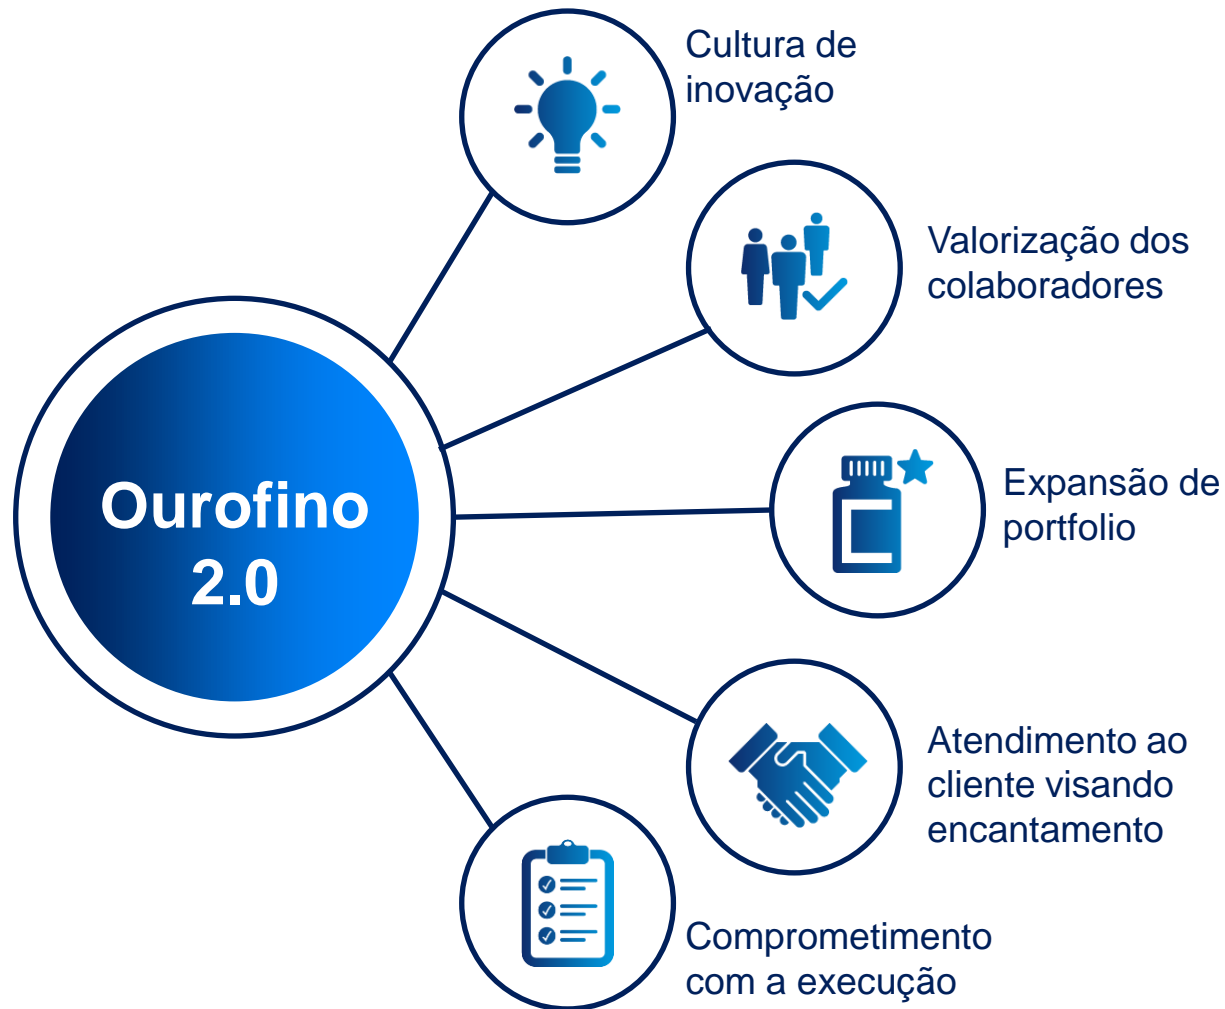 Cultura de
inovação
Valorização dos
colaboradores
Ourofino
2.0
Expansão de
portfolio
Atendimento ao
cliente visando
encantamento
Comprometimento
com a execução